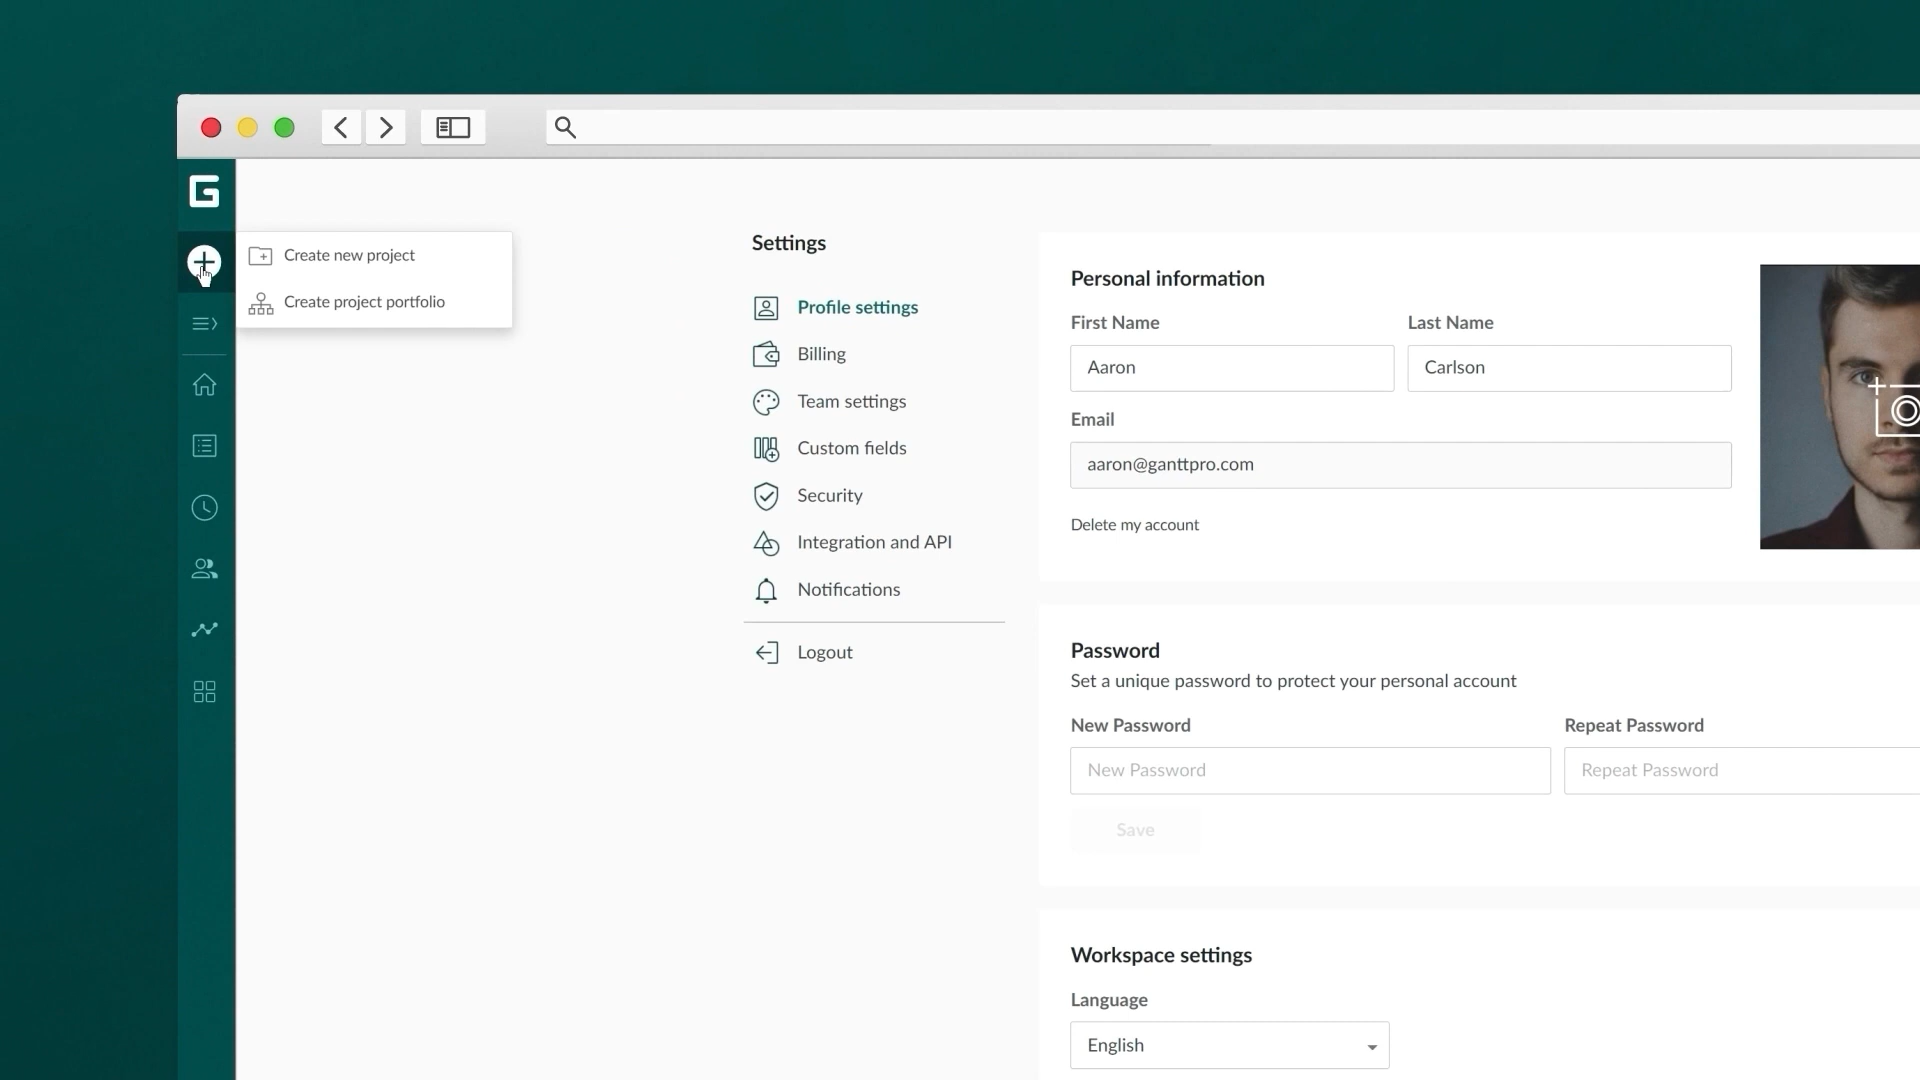 G
Create new project
Create project portfolio
Settings
Profile settings
Billing
Team settings
Custom fields
Security
Integration and API
Notifications
Logout
Personal information
First Name
Last Name
Aaron
Carlson
Email
aaron@ganttpro.com
Delete my account
Password
Set a unique password to protect your personal account
New Password
Repeat Password
New Password
Repeat Password
Save
Workspace settings
Language
English